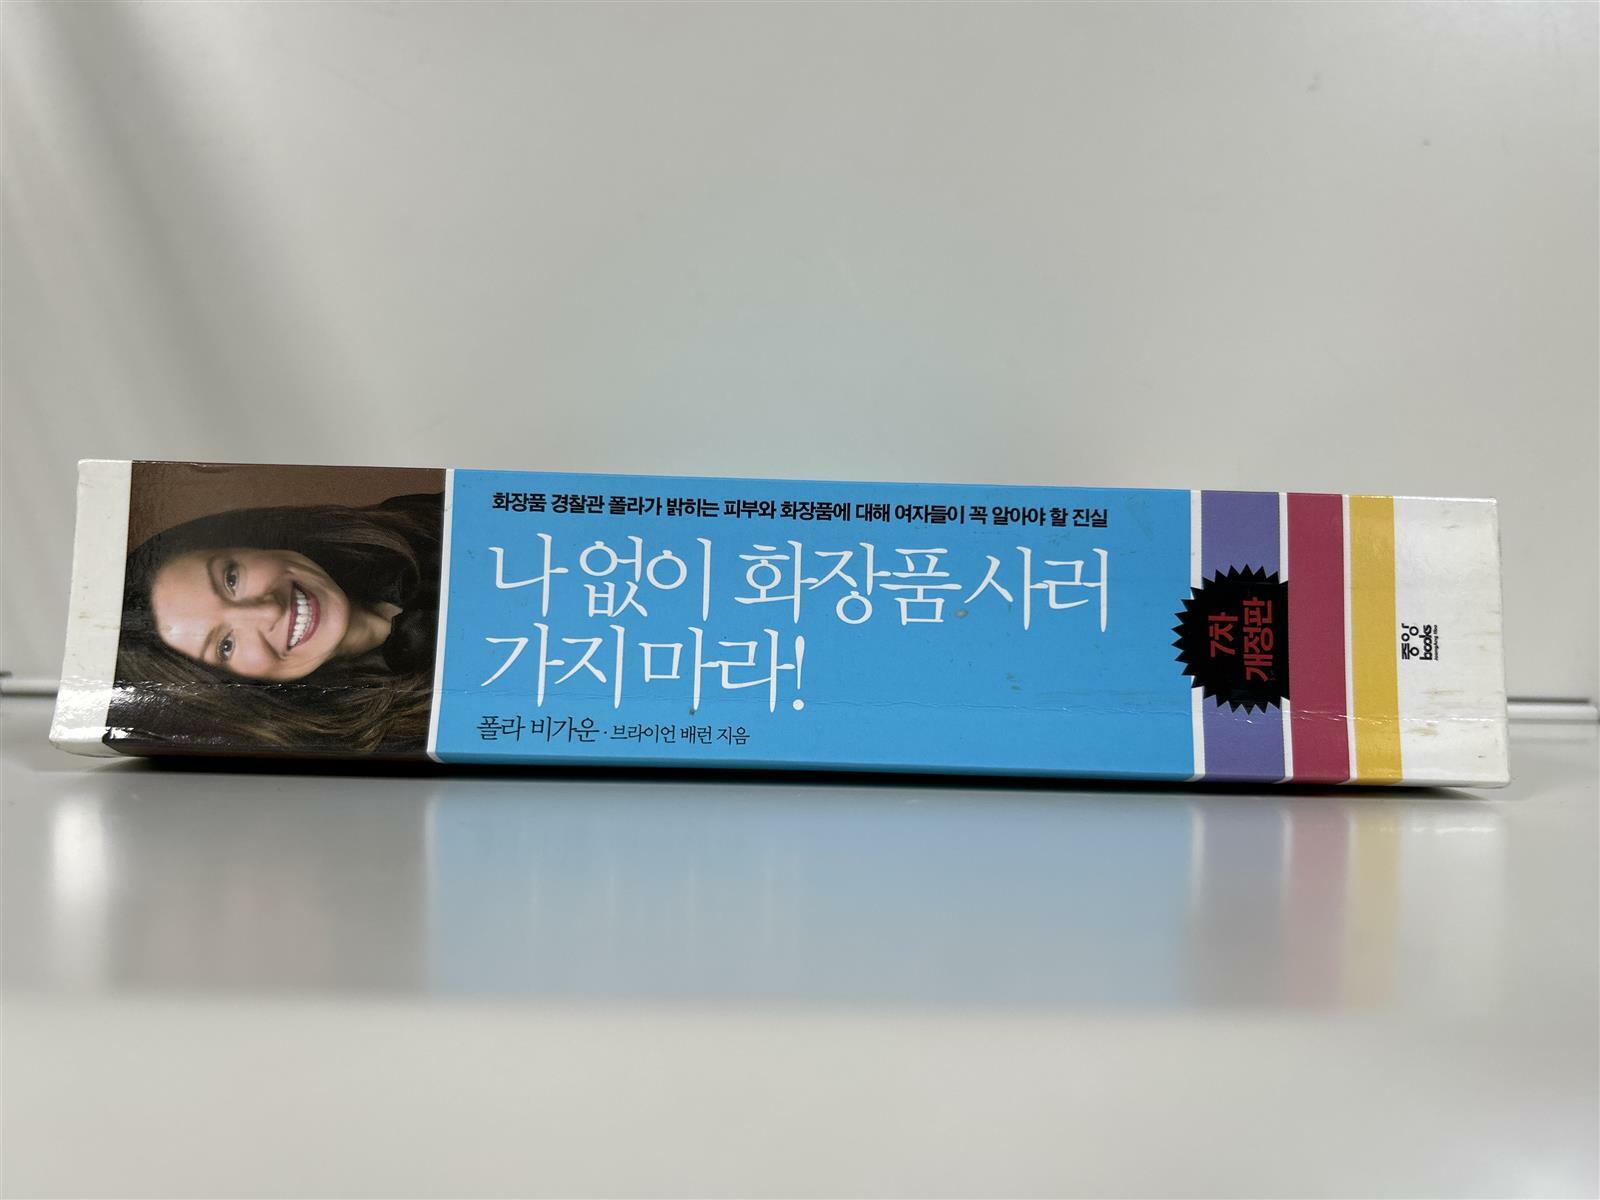 화장품 경찰관 폴라가 밝히는 피부와 화장품에 대해 여자들이 꼭 알아야 할 진실
나 없이 화장품 사러
가지 마라!
폴라 비가운 · 브라이언 배런 지음
7차
개정판
중앙
books